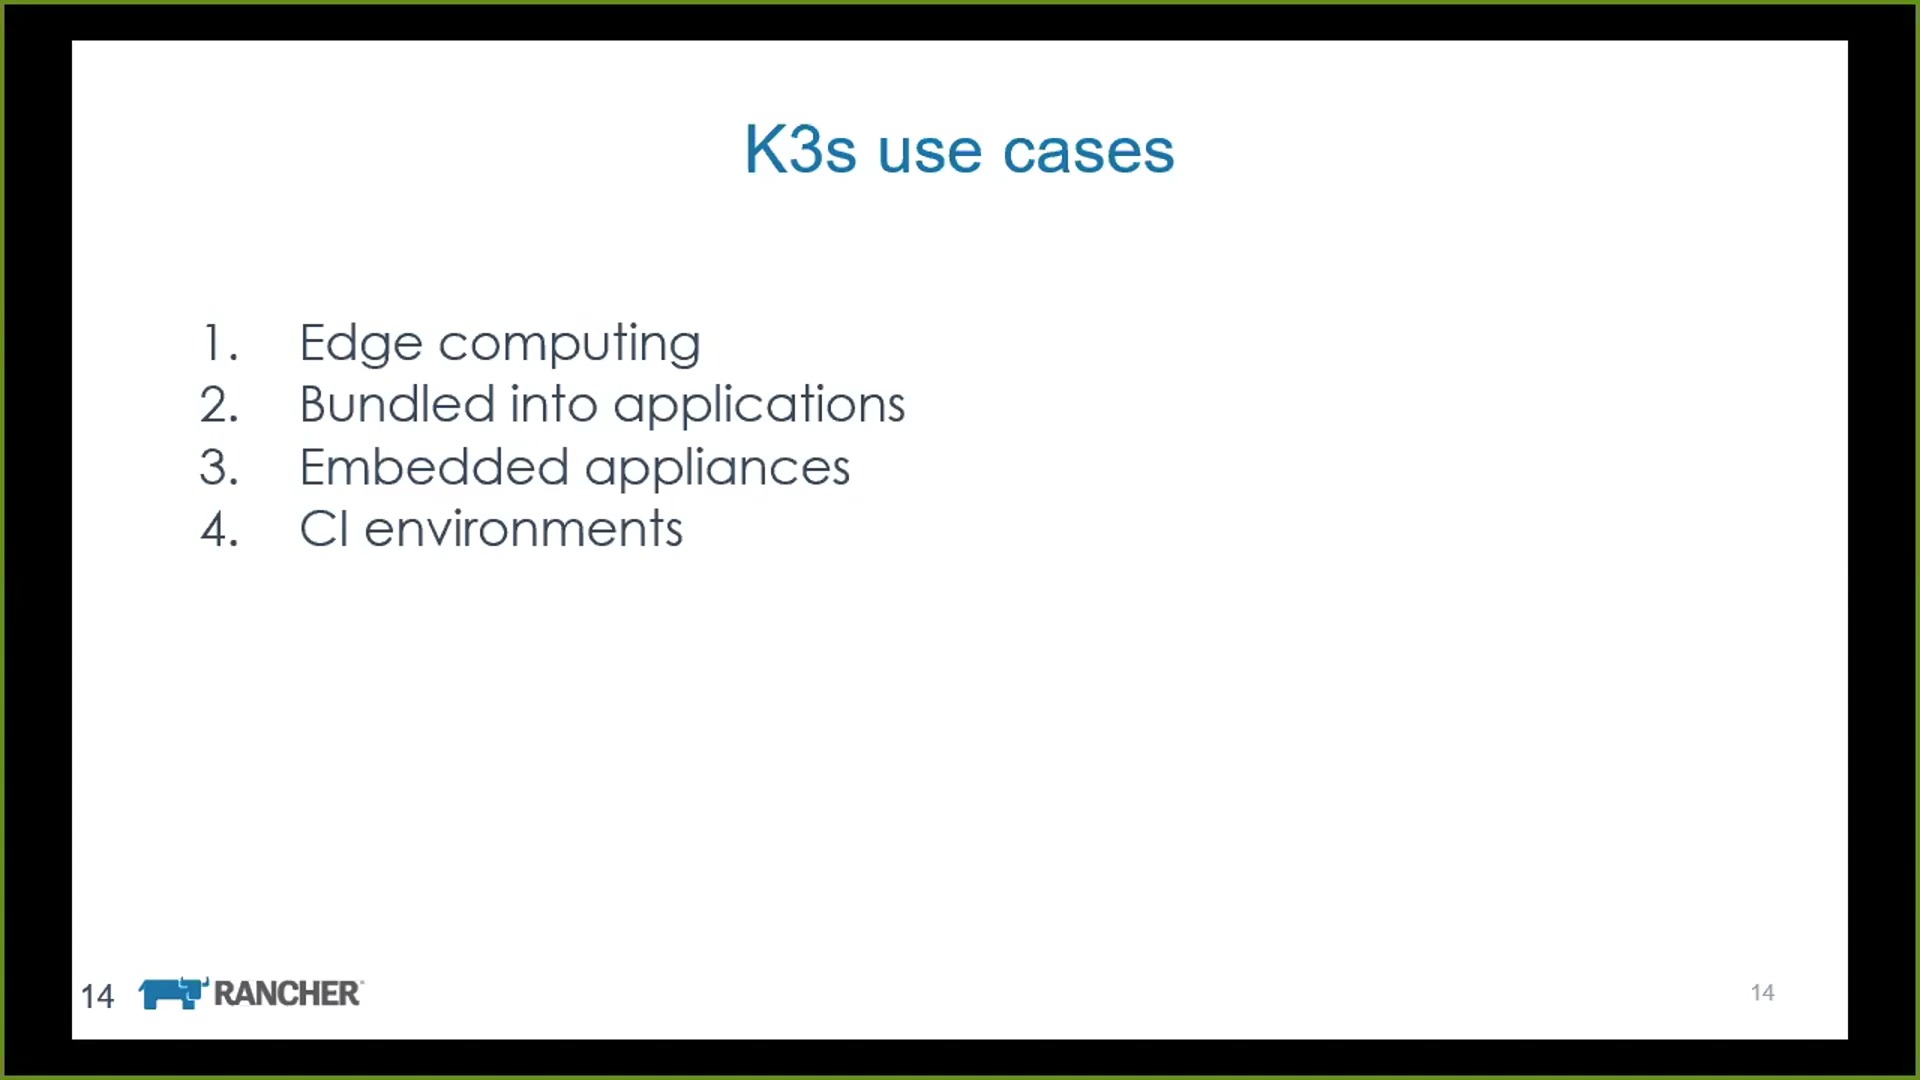 K3s use cases
1. Edge computing
2. Bundled into applications
3. Embedded appliances
4. CI environments
14 RANCHER 14